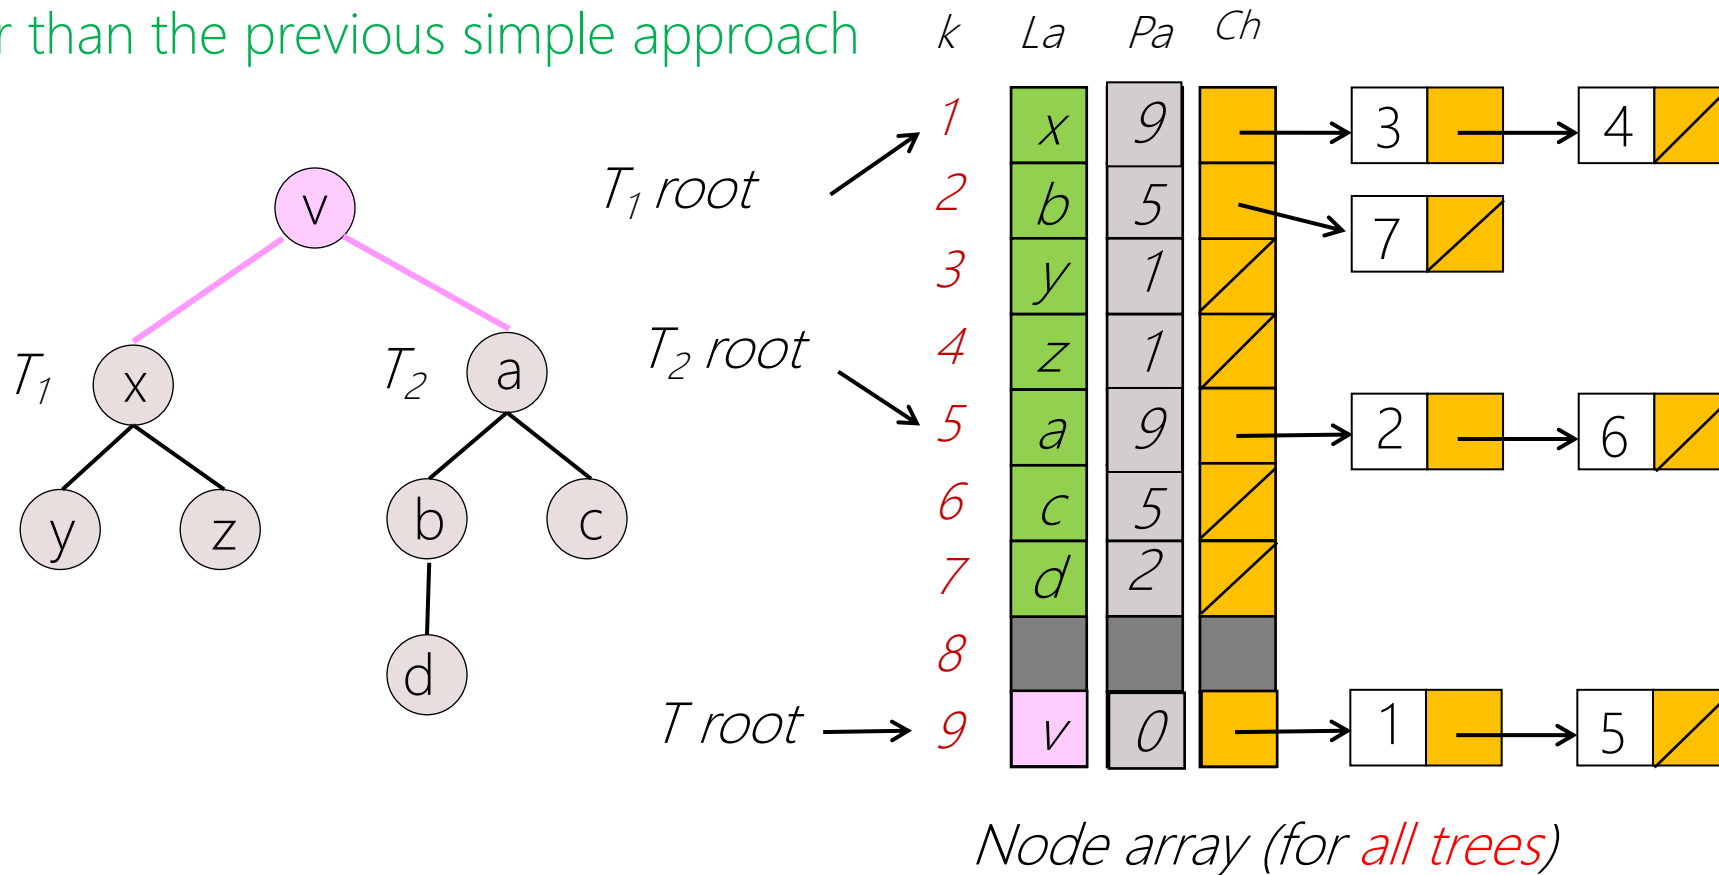 r than the previous simple approach
k La Pa Ch
1 x 9 3 4
T1 root
2 b 5 7
v
3 y 1
T2 root
4 z 1
T1 x T2 a
5 a 9 2 6
6 c 5
y z b c
7 d 2
8
d
T root
9 v 0 1 5
Node array (for all trees)